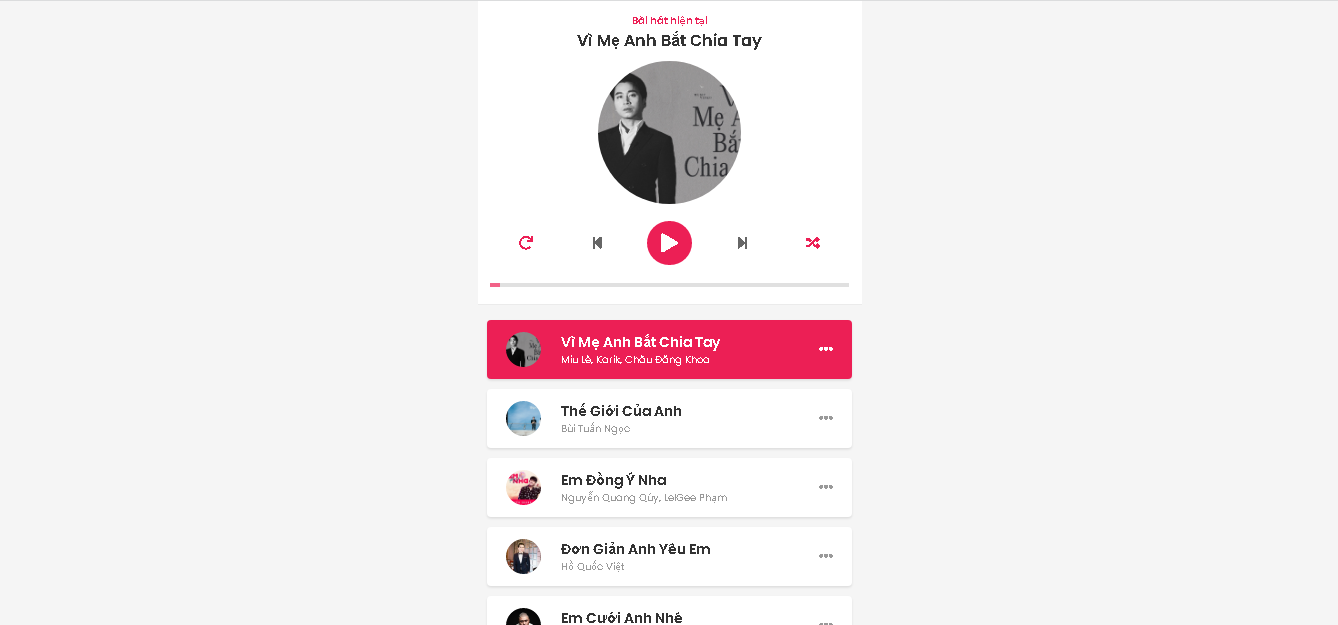 Bài hát hiện tại
Vì Mẹ Anh Bắt Chia Tay
Mẹ A
Bắt
Chia
Vì Mẹ Anh Bắt Chia Tay
Miu Lê, Karik, Châu Đăng Khoa
Thế Giới Của Anh
Bùi Tuấn Ngọc
Em Đồng Ý Nha
Nguyễn Quang Qúy, LeiGee Phạm
Đơn Giản Anh Yêu Em
Hồ Quốc Việt
Em Cưới Anh Nhé